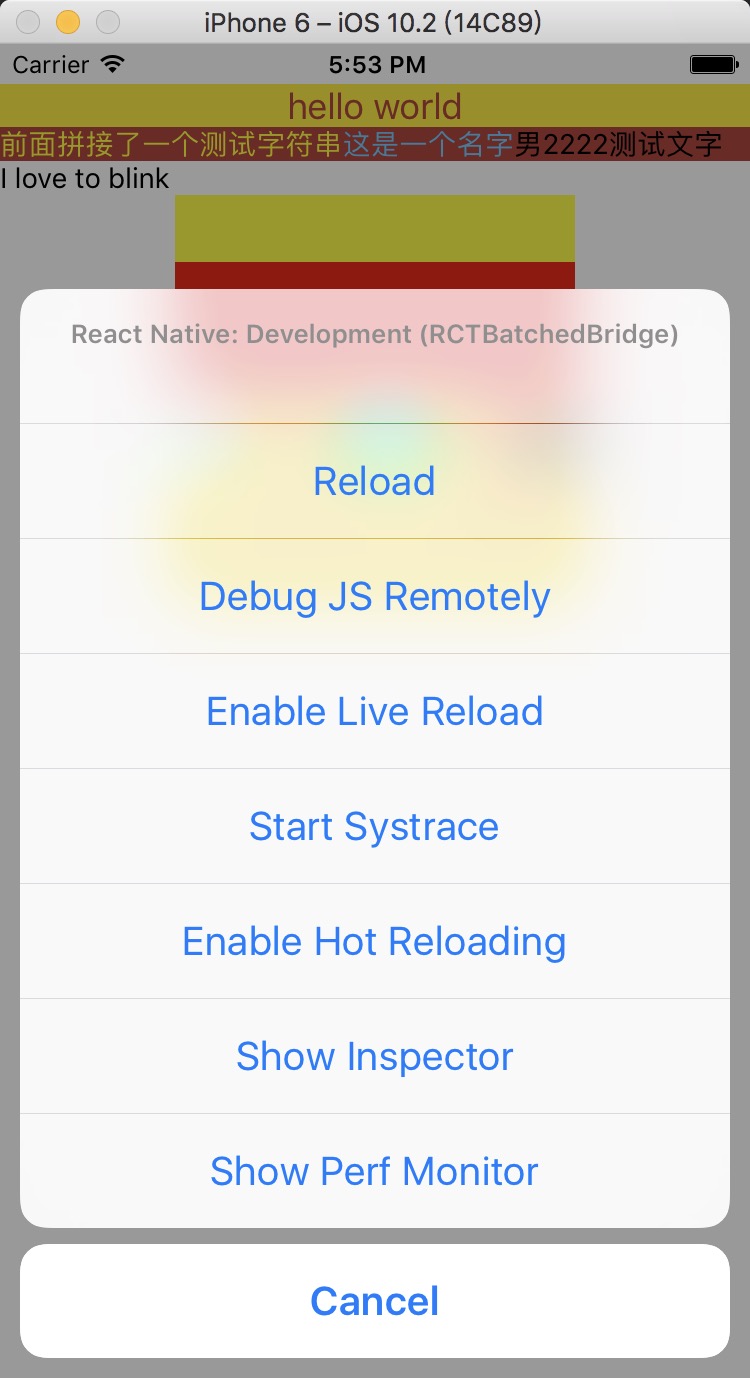 iPhone 6 – iOS 10.2 (14C89)
Carrier 5:53 PM
hello world
前面拼接了一个测试字符串这是一个名字男2222测试文字
I love to blink
React Native: Development (RCTBatchedBridge)
Reload
Debug JS Remotely
Enable Live Reload
Start Systrace
Enable Hot Reloading
Show Inspector
Show Perf Monitor
Cancel